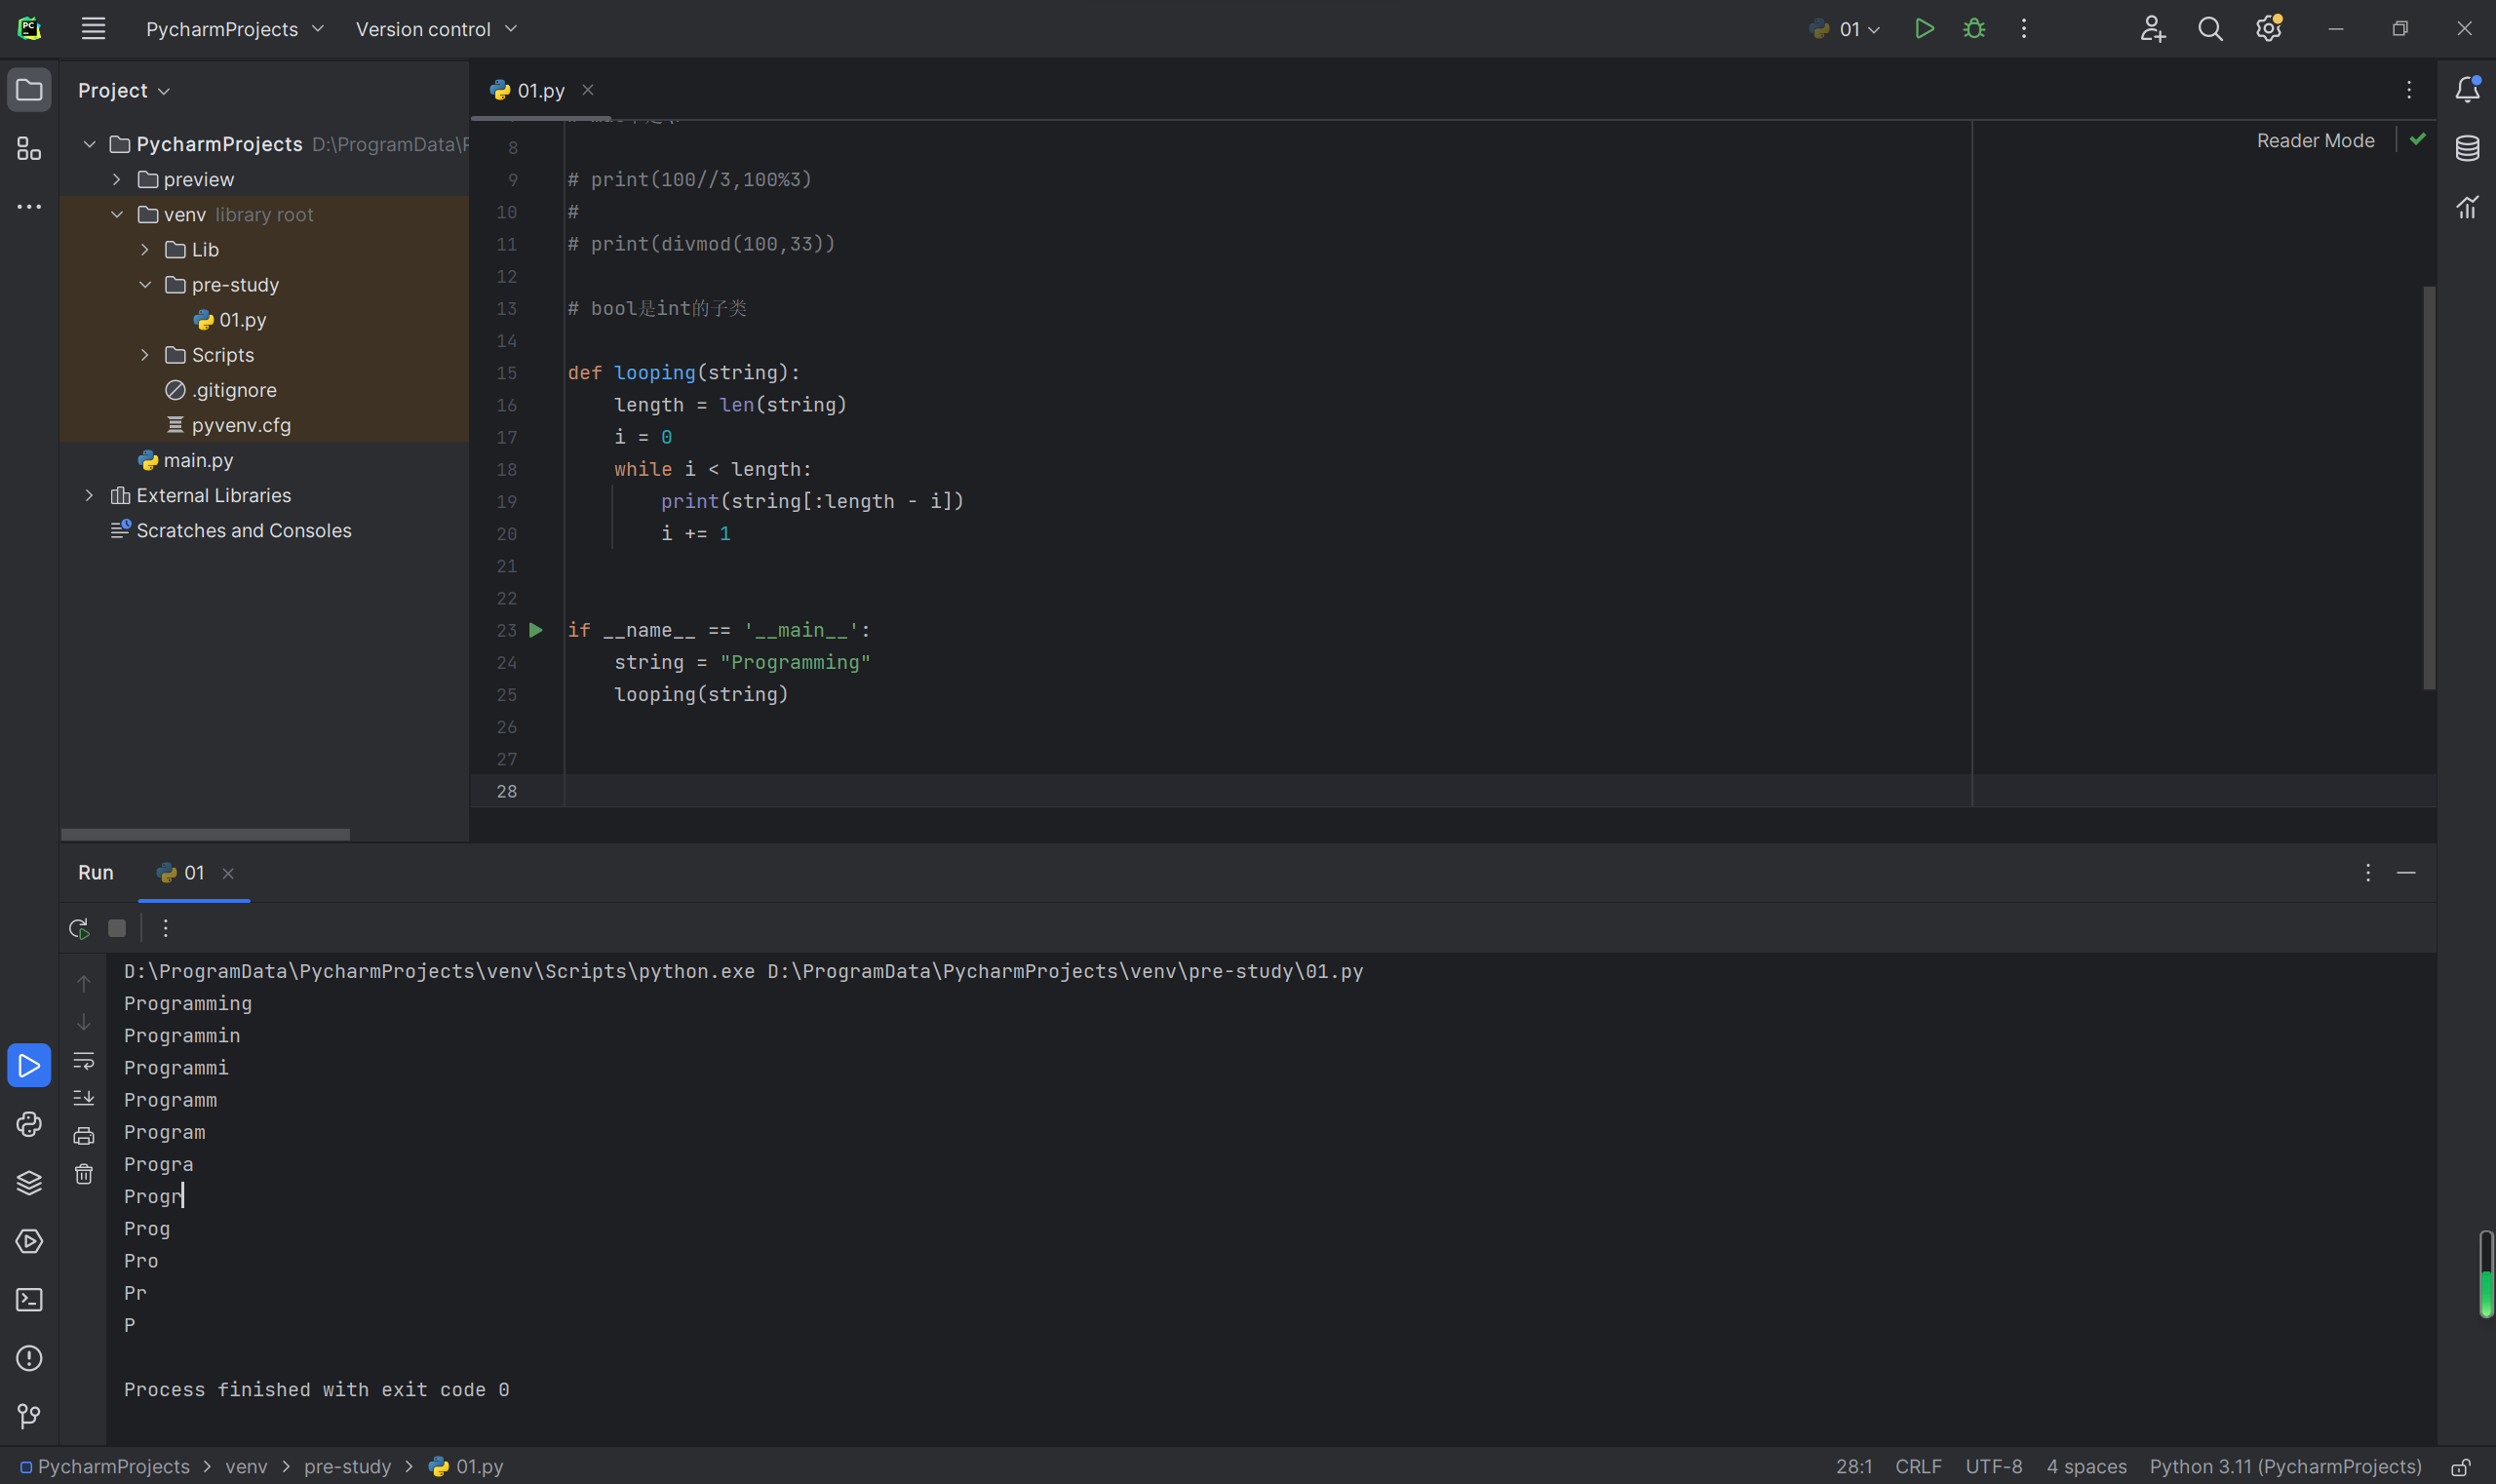 PycharmProjects
Version control
01
Project
01.py
PycharmProjects D:\ProgramData\P
preview
venv library root
Lib
pre-study
01.py
Scripts
.gitignore
pyvenv.cfg
main.py
External Libraries
Scratches and Consoles
Reader Mode
8
9 # print(100//3,100%3)
10 #
11 # print(divmod(100,33))
12
13 # bool是int的子类
14
15 def looping(string):
16 length = len(string)
17 i = 0
18 while i < length:
19 print(string[:length - i])
20 i += 1
21
22
23 if __name__ == '__main__':
24 string = "Programming"
25 looping(string)
26
27
28
Run
01
D:\ProgramData\PycharmProjects\venv\Scripts\python.exe D:\ProgramData\PycharmProjects\venv\pre-study\01.py
Programming
Programmin
Programmi
Programm
Program
Progra
Progr
Prog
Pro
Pr
P
Process finished with exit code 0
PycharmProjects > venv > pre-study > 01.py
28:1 CRLF UTF-8 4 spaces Python 3.11 (PycharmProjects)